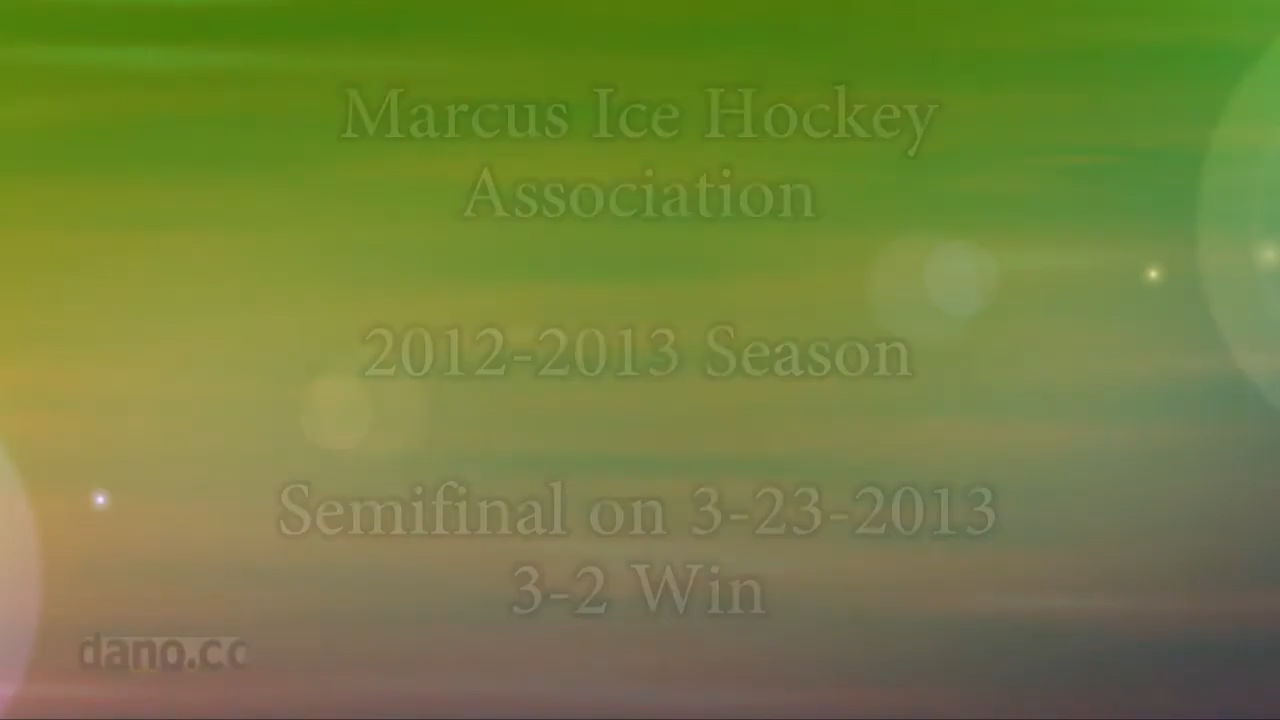 Marcus Ice Hockey
Association
2012-2013 Season
Semifinal on 3-23-2013
3-2 Win